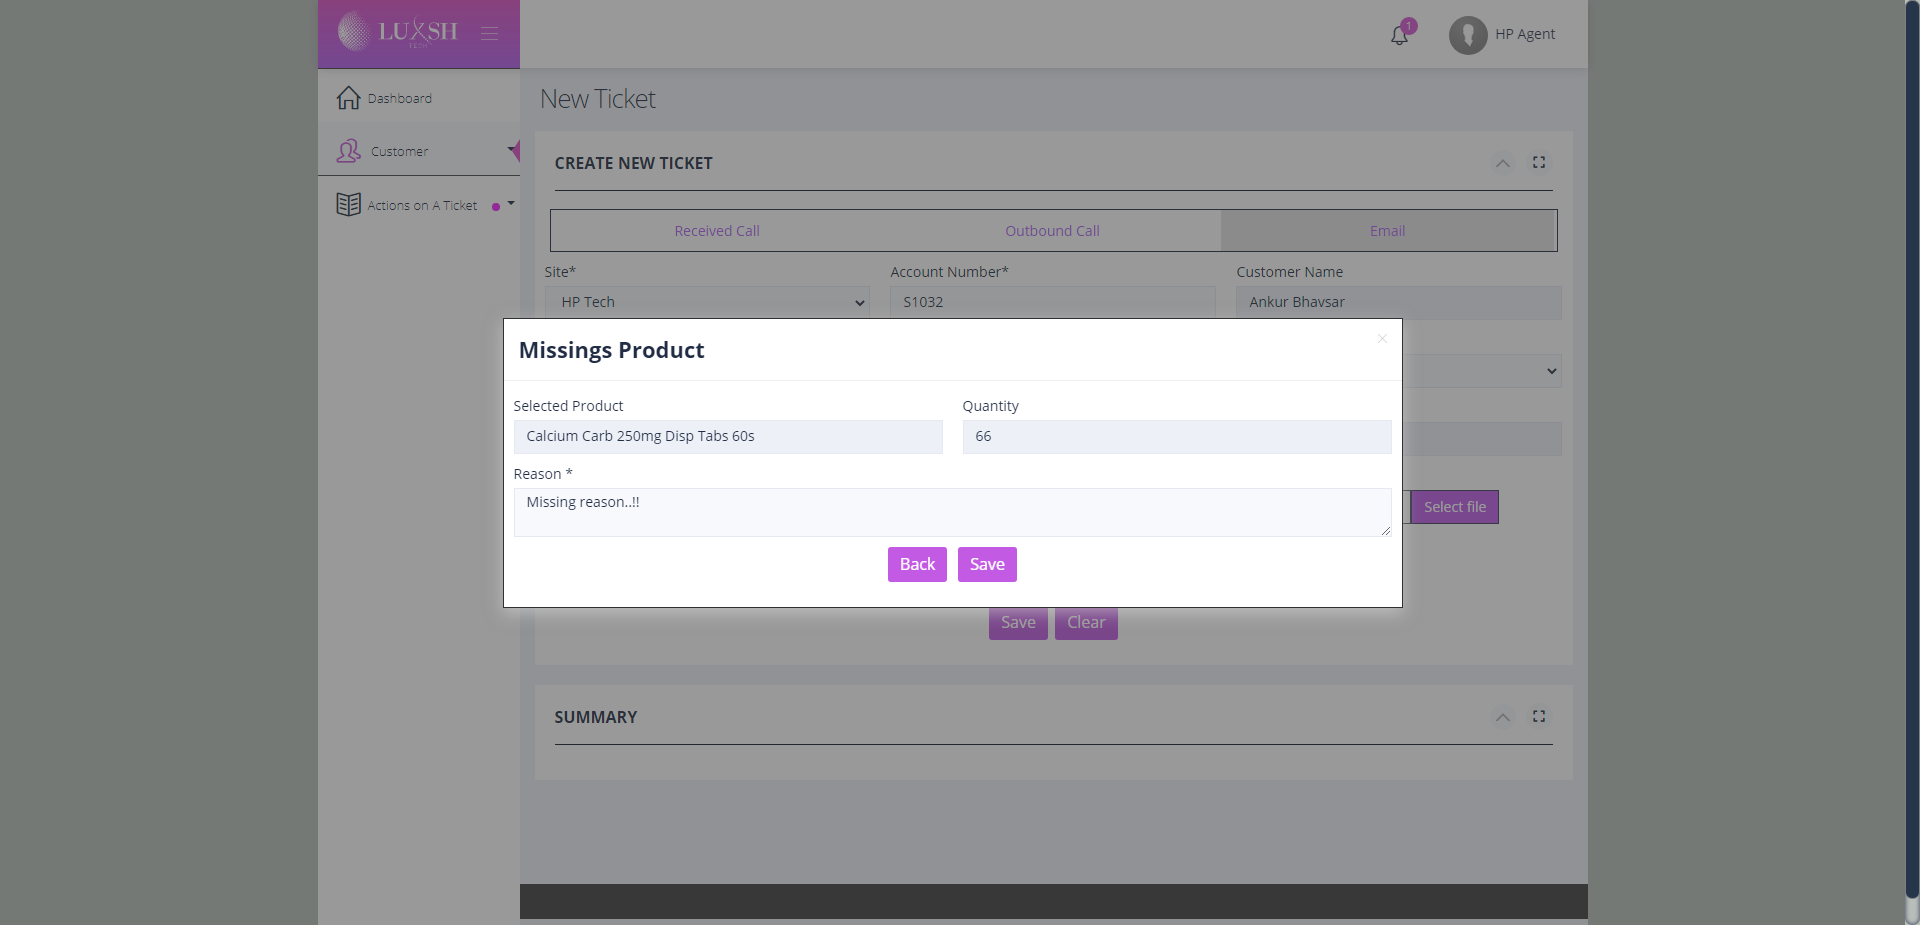 LUXSH
1
HP Agent
Dashboard
Customer
Actions on A Ticket
New Ticket
CREATE NEW TICKET
Received Call
Outbound Call
Email
Site*
Account Number*
Customer Name
HP Tech
S1032
Ankur Bhavsar
Missings Product
×
Selected Product
Quantity
Calcium Carb 250mg Disp Tabs 60s
66
Reason *
Missing reason..!!
Select file
Back
Save
Save
Clear
SUMMARY